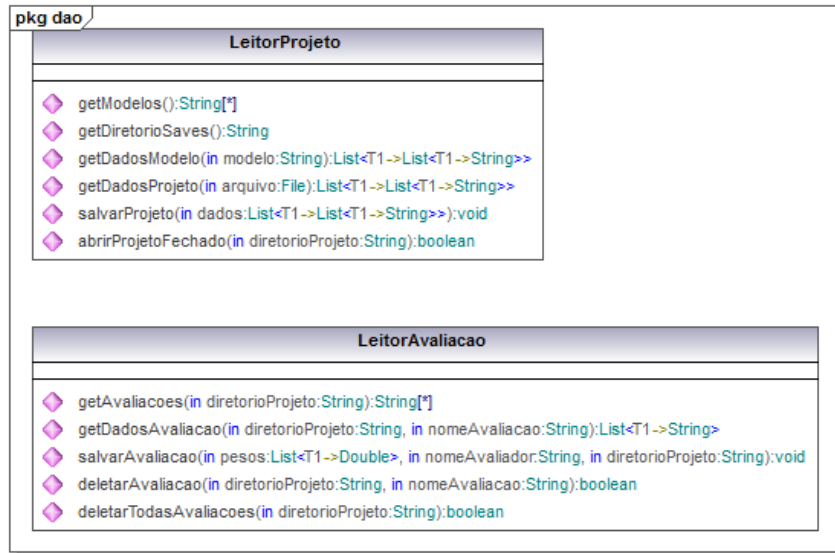 pkg dao
LeitorProjeto
getModelos():String[*]
getDiretorioSaves():String
getDadosModelo(in modelo:String):List<T1->List<T1->String>>
getDadosProjeto(in arquivo:File):List<T1->List<T1->String>>
salvarProjeto(in dados:List<T1->List<T1->String>>):void
abrirProjetoFechado(in diretorioProjeto:String):boolean
LeitorAvaliacao
getAvaliacoes(in diretorioProjeto:String):String[*]
getDadosAvaliacao(in diretorioProjeto:String, in nomeAvaliacao:String):List<T1->String>
salvarAvaliacao(in pesos:List<T1->Double>, in nomeAvaliador:String, in diretorioProjeto:String):void
deletarAvaliacao(in diretorioProjeto:String, in nomeAvaliacao:String):boolean
deletarTodasAvaliacoes(in diretorioProjeto:String):boolean